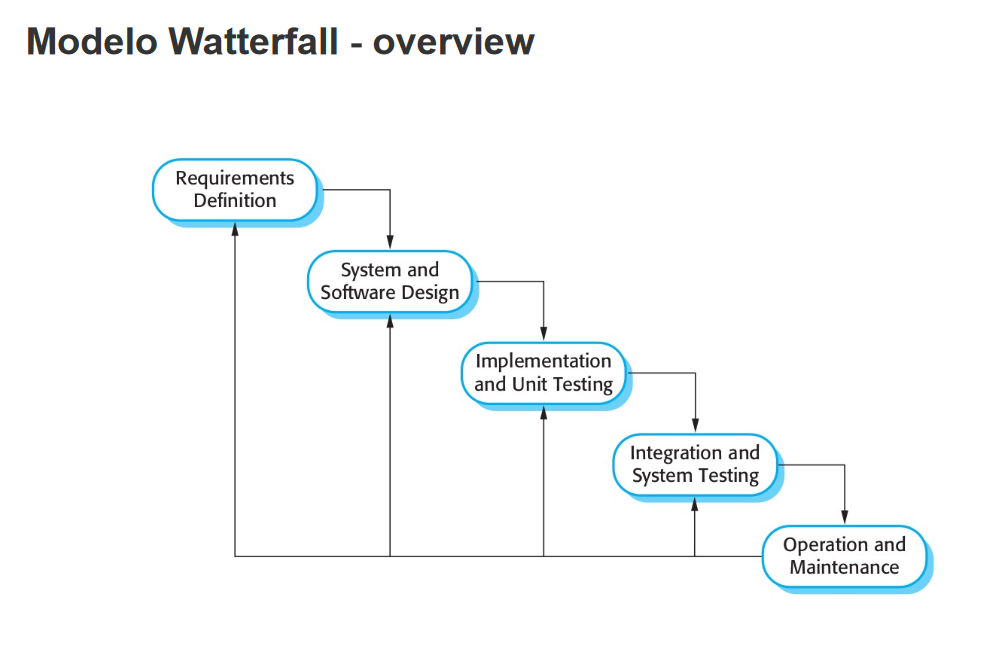 Modelo Watterfall - overview
Requirements
Definition
System and
Software Design
Implementation
and Unit Testing
Integration and
System Testing
Operation and
Maintenance